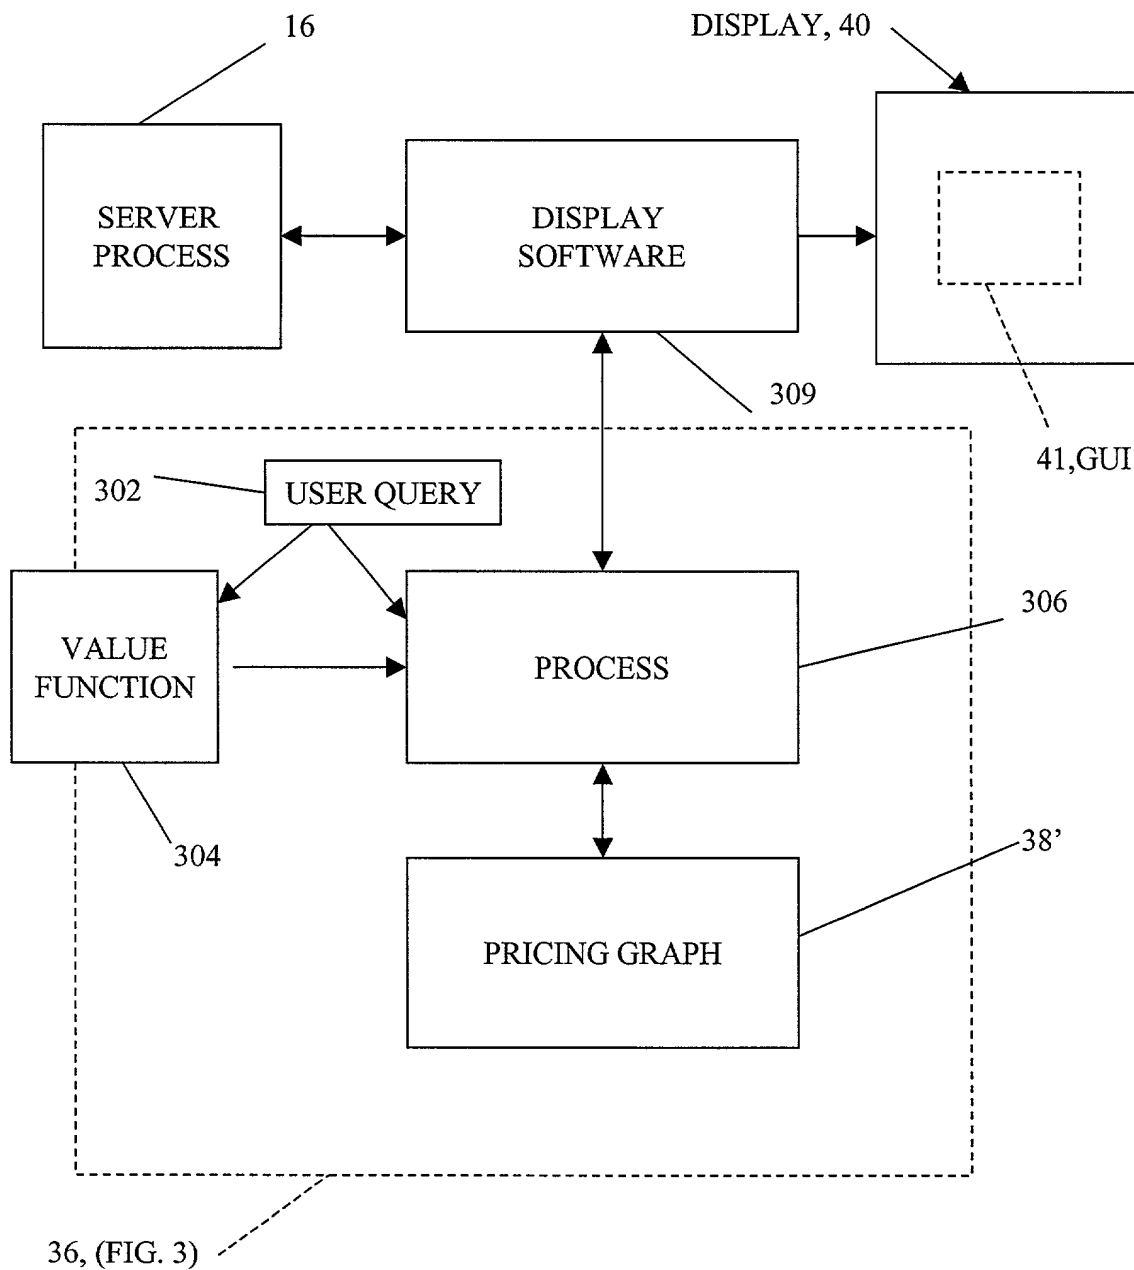 16
DISPLAY, 40
SERVER
PROCESS
DISPLAY
SOFTWARE
309
41,GUI
302
USER QUERY
VALUE
FUNCTION
PROCESS
306
304
38’
PRICING GRAPH
36, (FIG. 3)